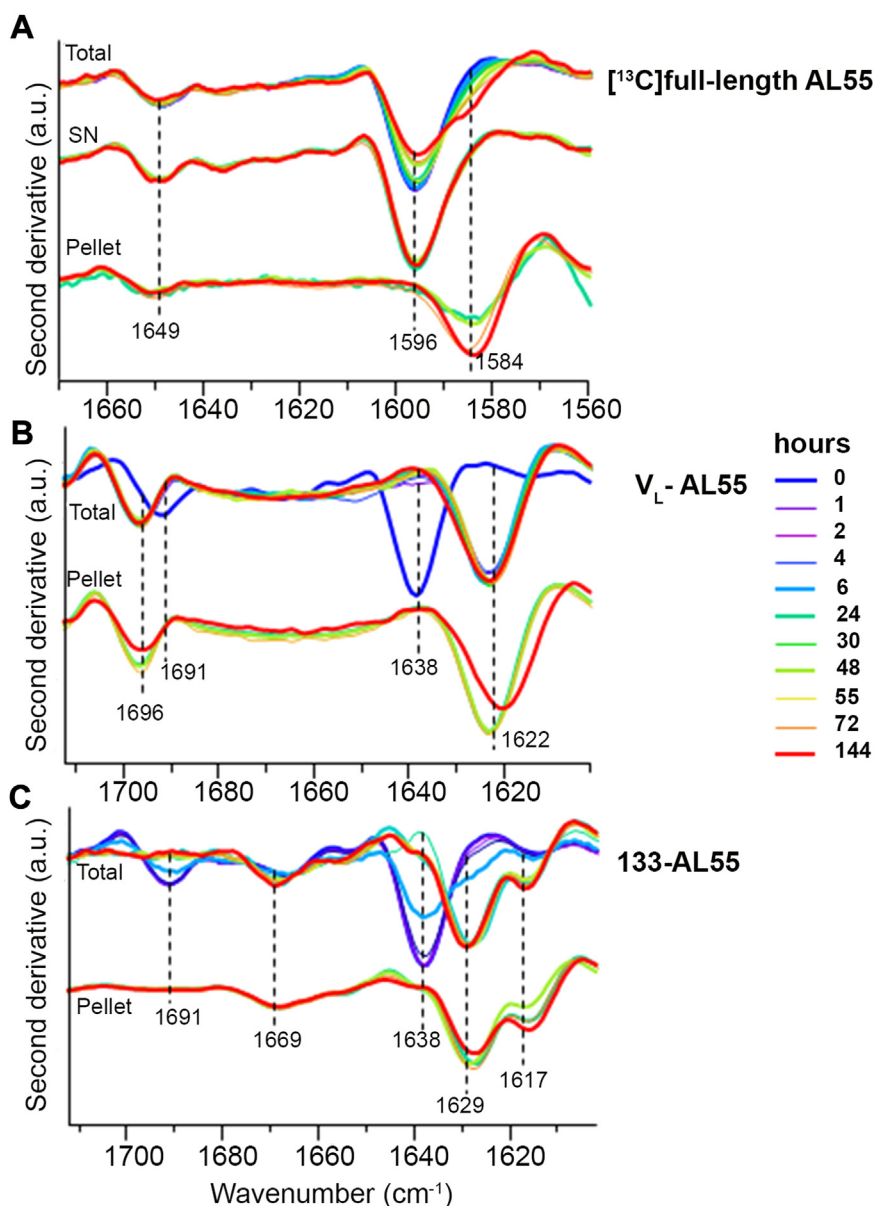 A
Total
[¹³C]full-length AL55
SN
Pellet
1649
1596
1584
Second derivative (a.u.)
1660 1640 1620 1600 1580 1560
B
hours
0
1
2
4
6
24
30
48
55
72
144
V_L- AL55
Total
Pellet
1691
1638
1696
1622
Second derivative (a.u.)
1700 1680 1660 1640 1620
C
133-AL55
Total
Pellet
1691
1669
1638
1617
1629
Second derivative (a.u.)
1700 1680 1660 1640 1620
Wavenumber (cm⁻¹)